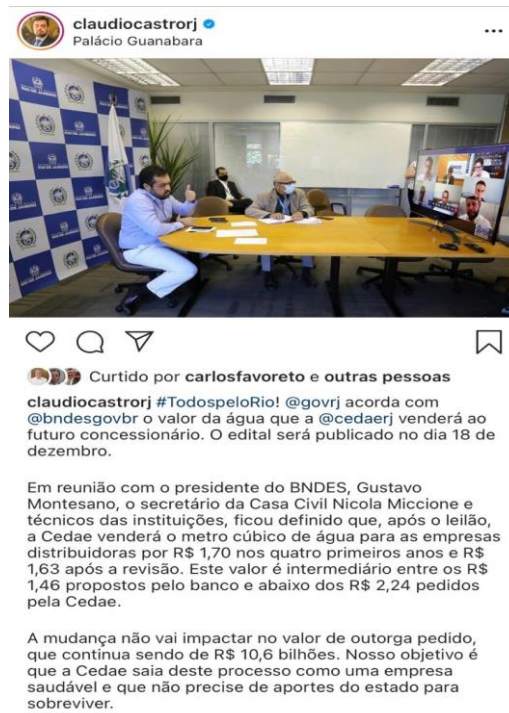 claudiocastrorj
Palácio Guanabara
Curtido por carlosfavoreto e outras pessoas
claudiocastrorj #TodospeloRio! @govrj acorda com
@bndesgovbr o valor da água que a @cedaerj venderá ao
futuro concessionário. O edital será publicado no dia 18 de
dezembro.
Em reunião com o presidente do BNDES, Gustavo
Montesano, o secretário da Casa Civil Nicola Miccione e
técnicos das instituições, ficou definido que, após o leilão,
a Cedae venderá o metro cúbico de água para as empresas
distribuidoras por R$ 1,70 nos quatro primeiros anos e R$
1,63 após a revisão. Este valor é intermediário entre os R$
1,46 propostos pelo banco e abaixo dos R$ 2,24 pedidos
pela Cedae.
A mudança não vai impactar no valor de outorga pedido,
que continua sendo de R$ 10,6 bilhões. Nosso objetivo é
que a Cedae saia deste processo como uma empresa
saudável e que não precise de aportes do estado para
sobreviver.